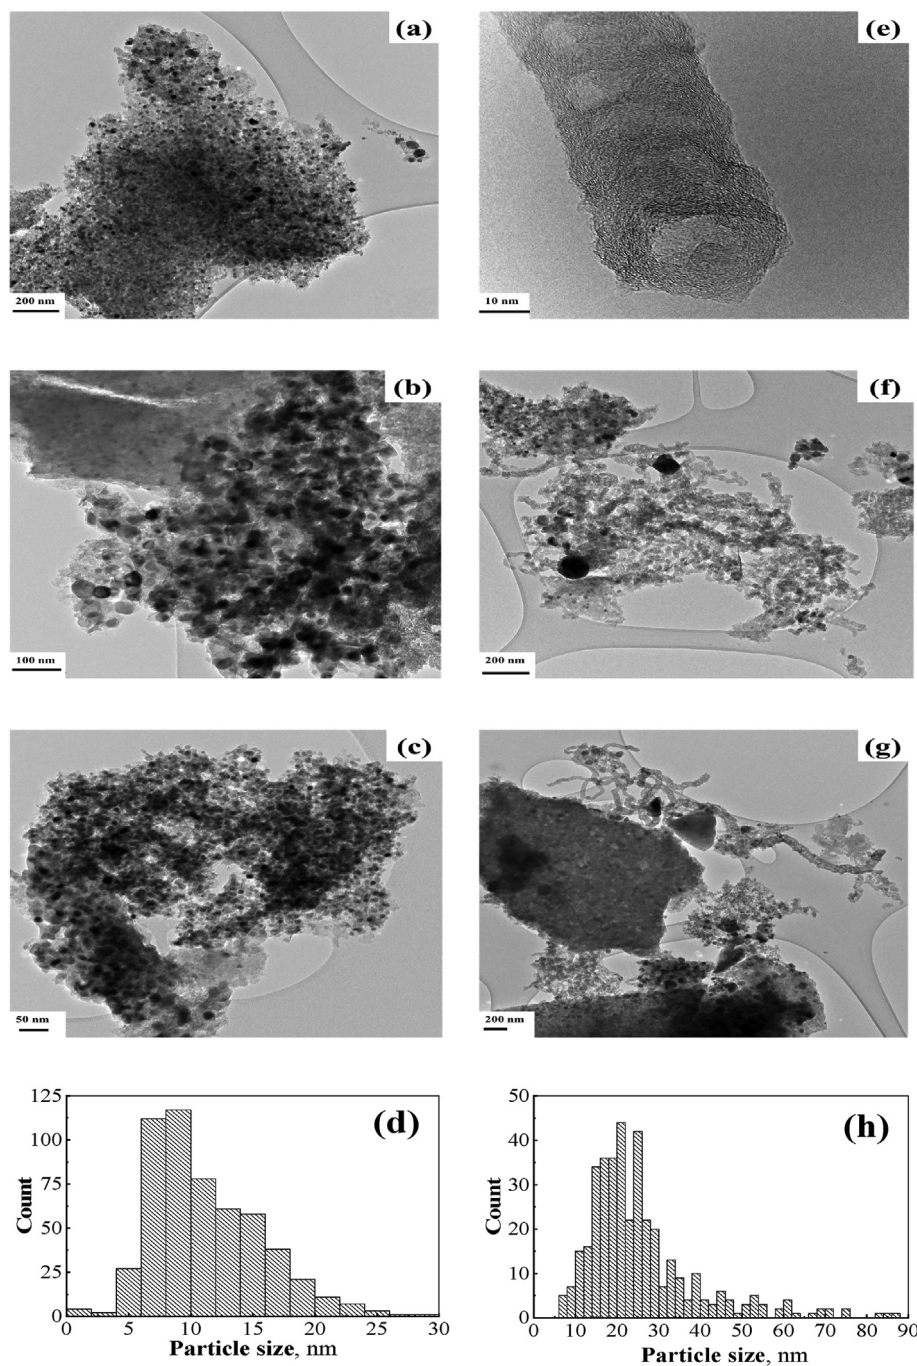 (a)
200 nm
(e)
10 nm
(b)
100 nm
(f)
200 nm
(c)
50 nm
(g)
200 nm
(d)
125
100
75
50
25
0
Count
0 5 10 15 20 25 30
Particle size, nm
(h)
50
40
30
20
10
0
Count
0 10 20 30 40 50 60 70 80 90
Particle size, nm